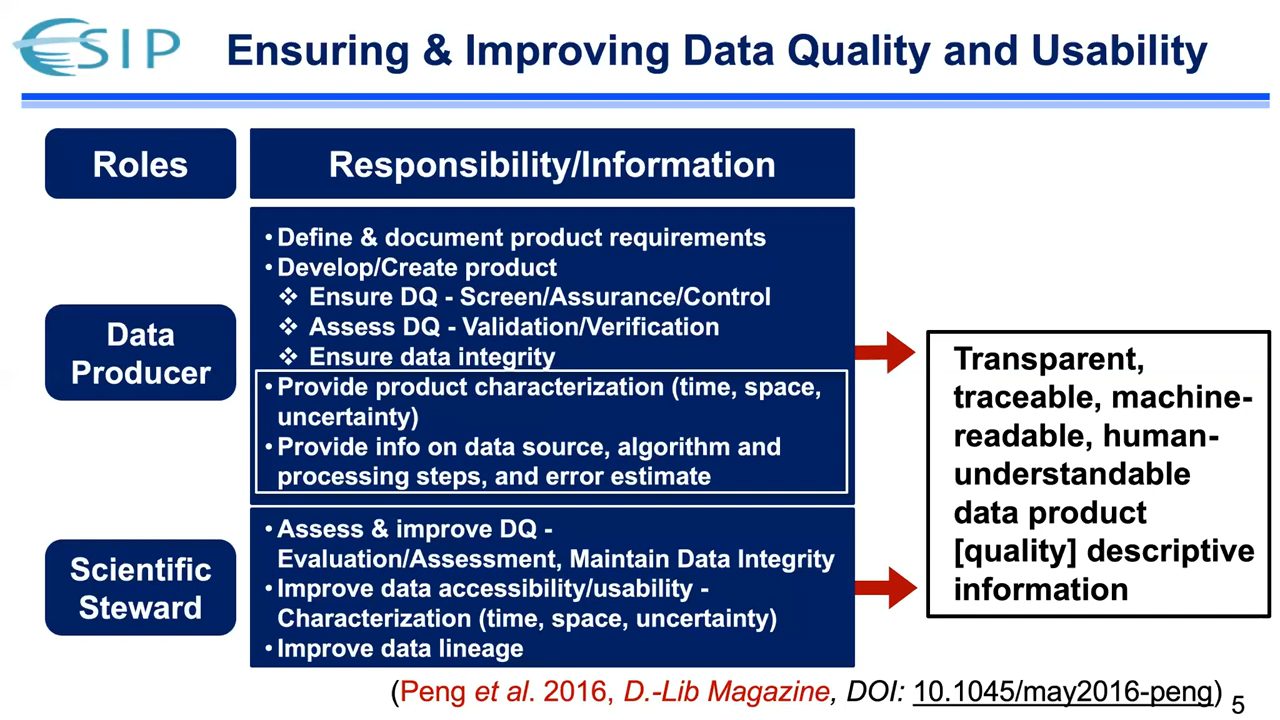 ESIP
Ensuring & Improving Data Quality and Usability
Roles
Responsibility/Information
Data
Producer
• Define & document product requirements
• Develop/Create product
❖ Ensure DQ - Screen/Assurance/Control
❖ Assess DQ - Validation/Verification
❖ Ensure data integrity
• Provide product characterization (time, space,
uncertainty)
• Provide info on data source, algorithm and
processing steps, and error estimate
Scientific
Steward
• Assess & improve DQ -
Evaluation/Assessment, Maintain Data Integrity
• Improve data accessibility/usability -
Characterization (time, space, uncertainty)
• Improve data lineage
Transparent,
traceable, machine-
readable, human-
understandable
data product
[quality] descriptive
information
(Peng et al. 2016, D.-Lib Magazine, DOI: 10.1045/may2016-peng)
5